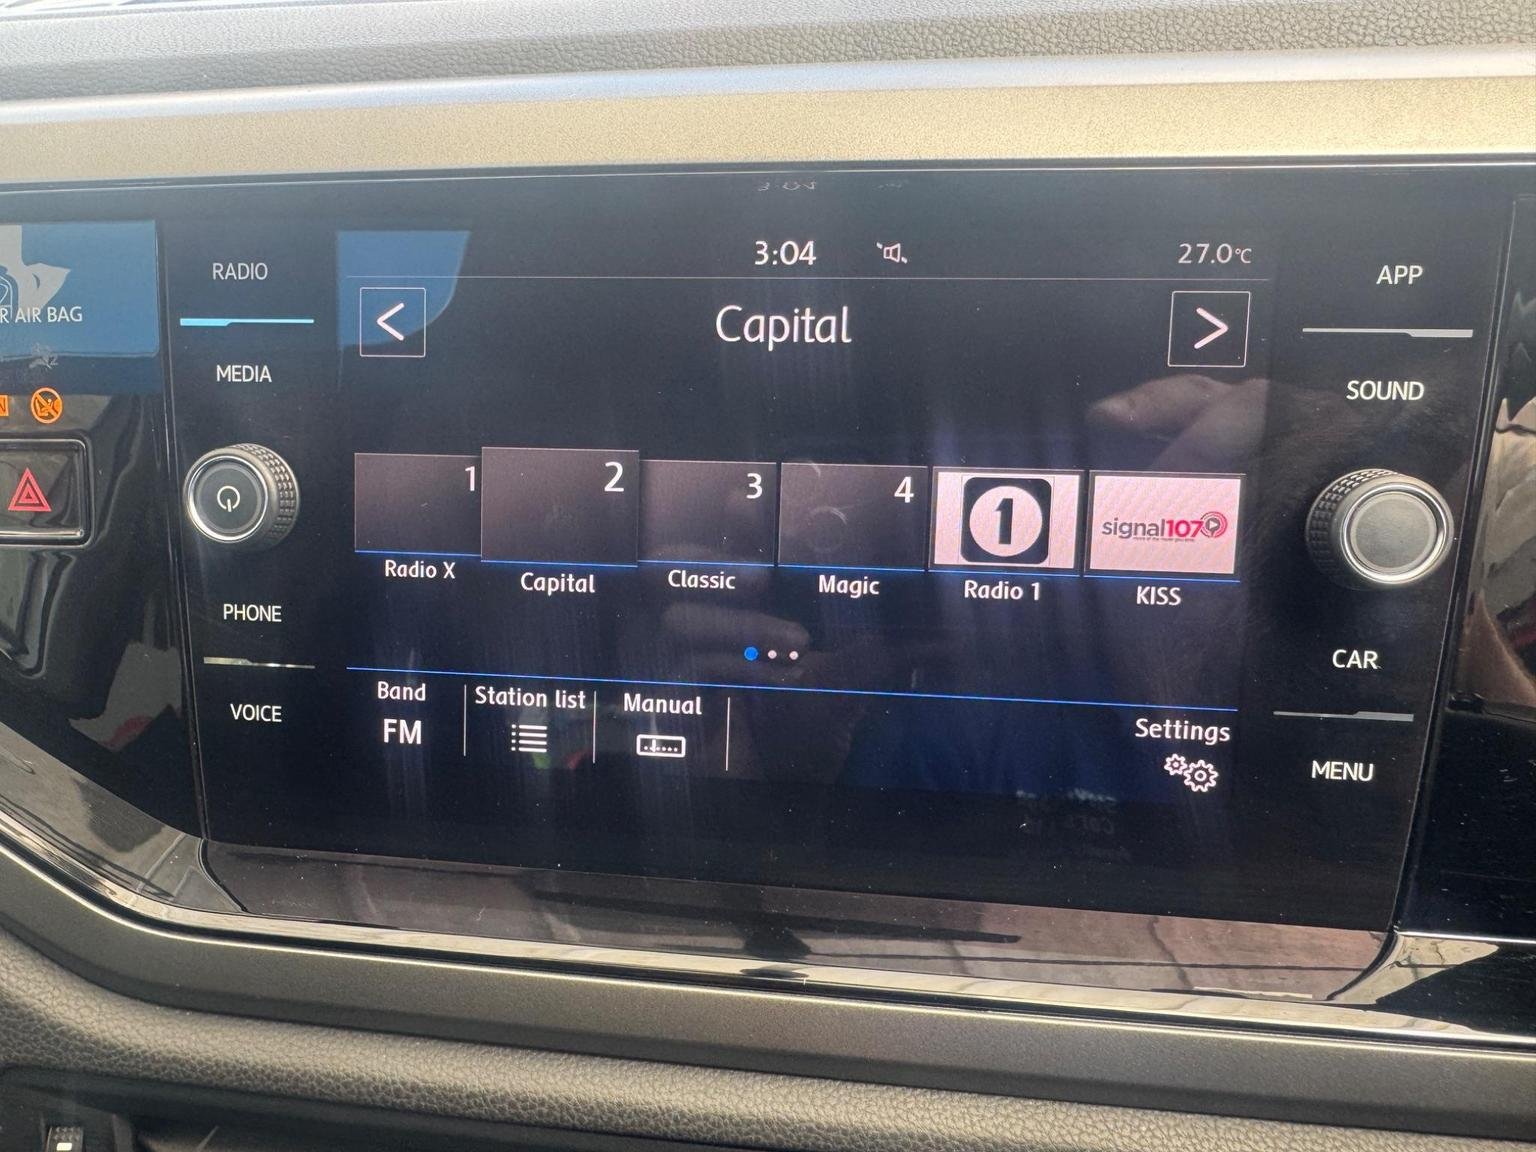 3:04
27.0°C
RADIO
MEDIA
PHONE
VOICE
AIR BAG
<
Capital
>
1
2
3
4
1
signal107
Radio X
Capital
Classic
Magic
Radio 1
KISS
Band
FM
Station list
Manual
Settings
APP
SOUND
CAR
MENU